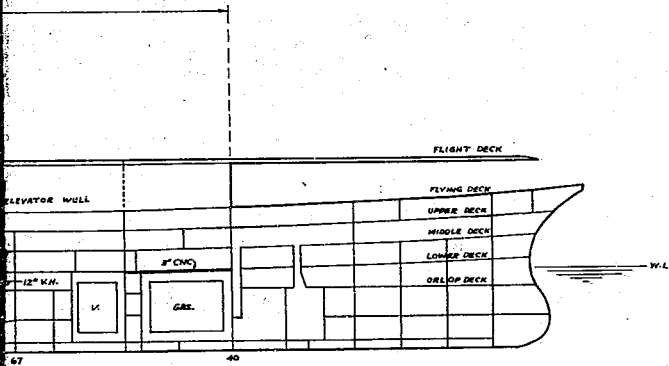 FLIGHT DECK
FLYING DECK
ELEVATOR WELL
UPPER DECK
MIDDLE DECK
3" CNC)
LOWER DECK
W.L
12" V.H.
ORLOP DECK
V.
GAS.
67
40